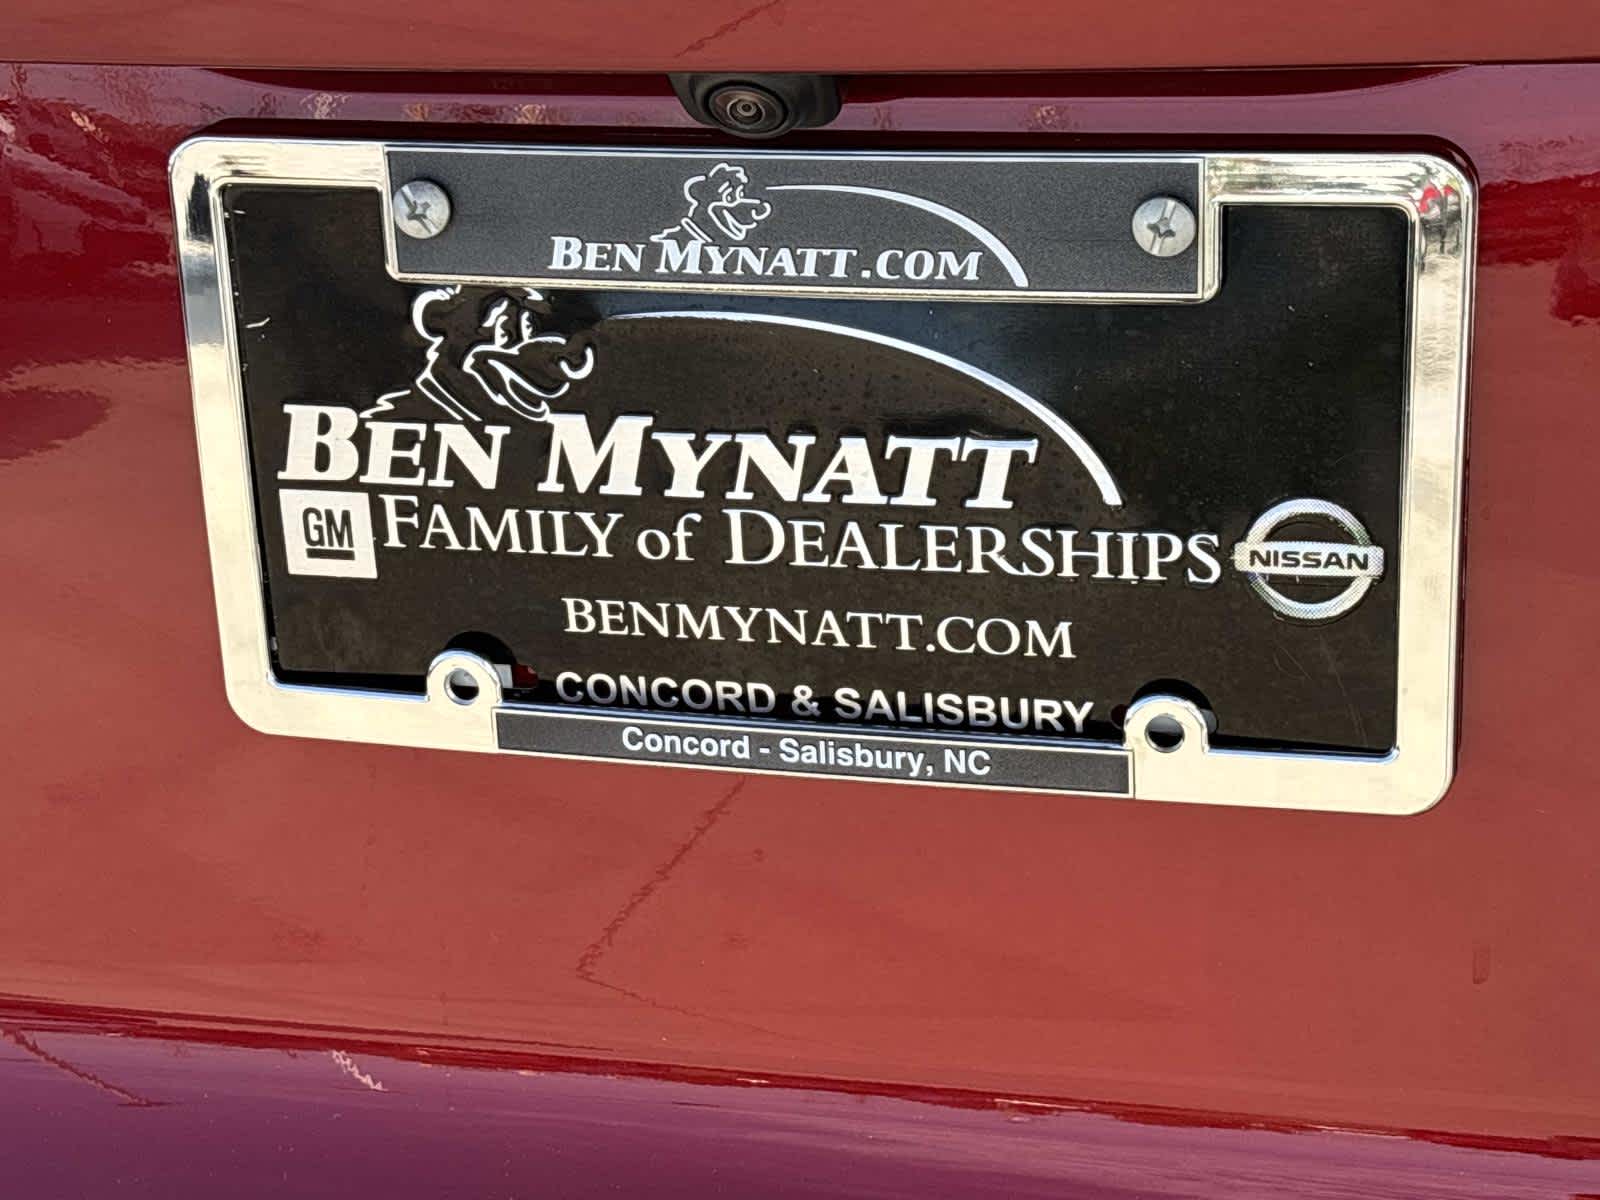 BEN MYNATT.COM
BEN MYNATT
GM
FAMILY of DEALERSHIPS
NISSAN
BENMYNATT.COM
CONCORD & SALISBURY
Concord - Salisbury, NC